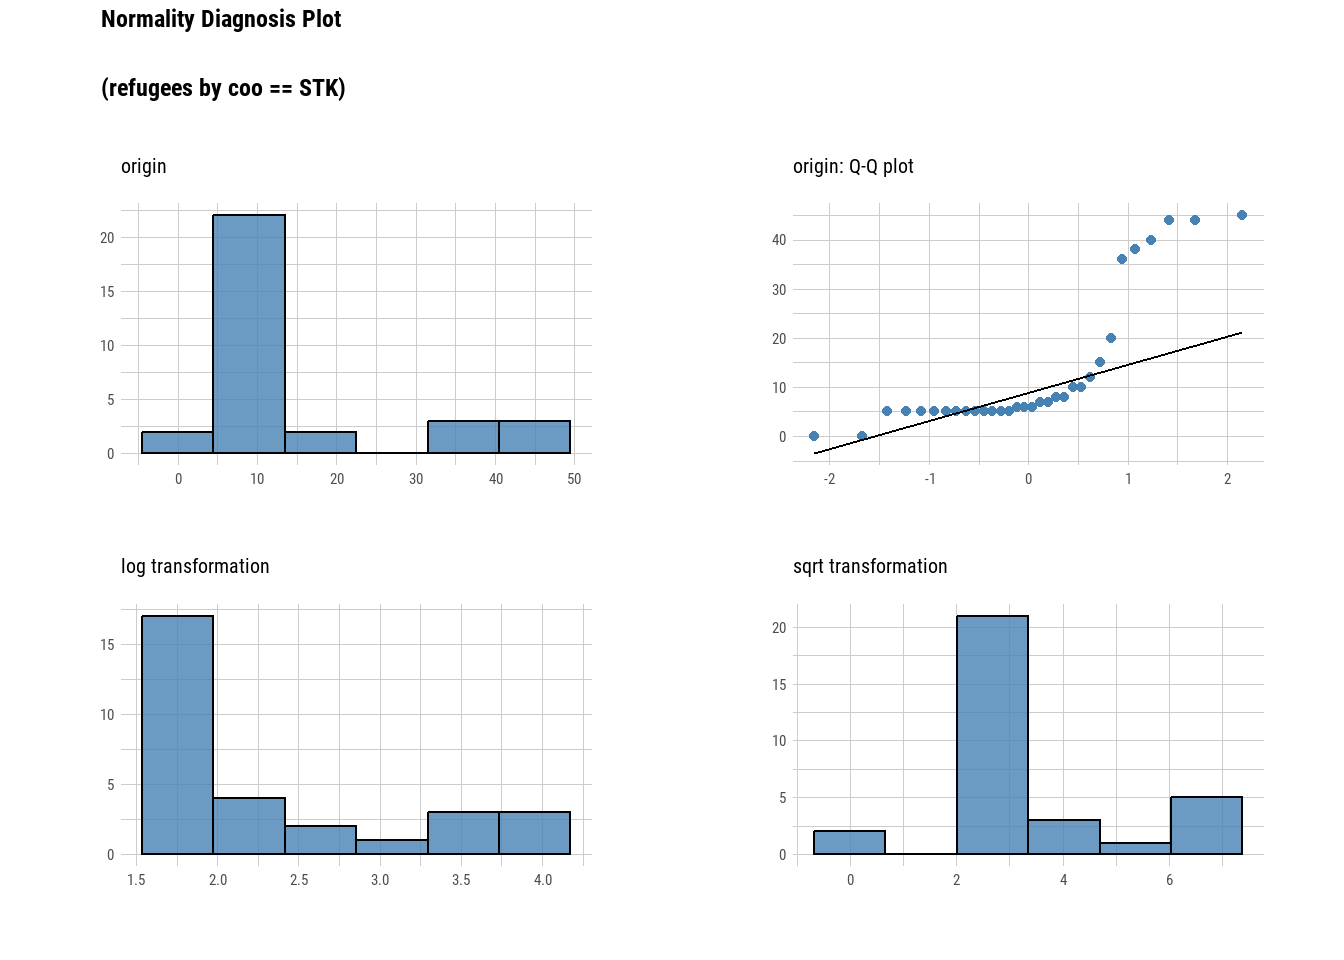 Normality Diagnosis Plot
(refugees by coo == STK)
origin
20
15
10
5
0
0 10 20 30 40 50
origin: Q-Q plot
40
30
20
10
0
-2 -1 0 1 2
log transformation
15
10
5
0
1.5 2.0 2.5 3.0 3.5 4.0
sqrt transformation
20
15
10
5
0
0 2 4 6